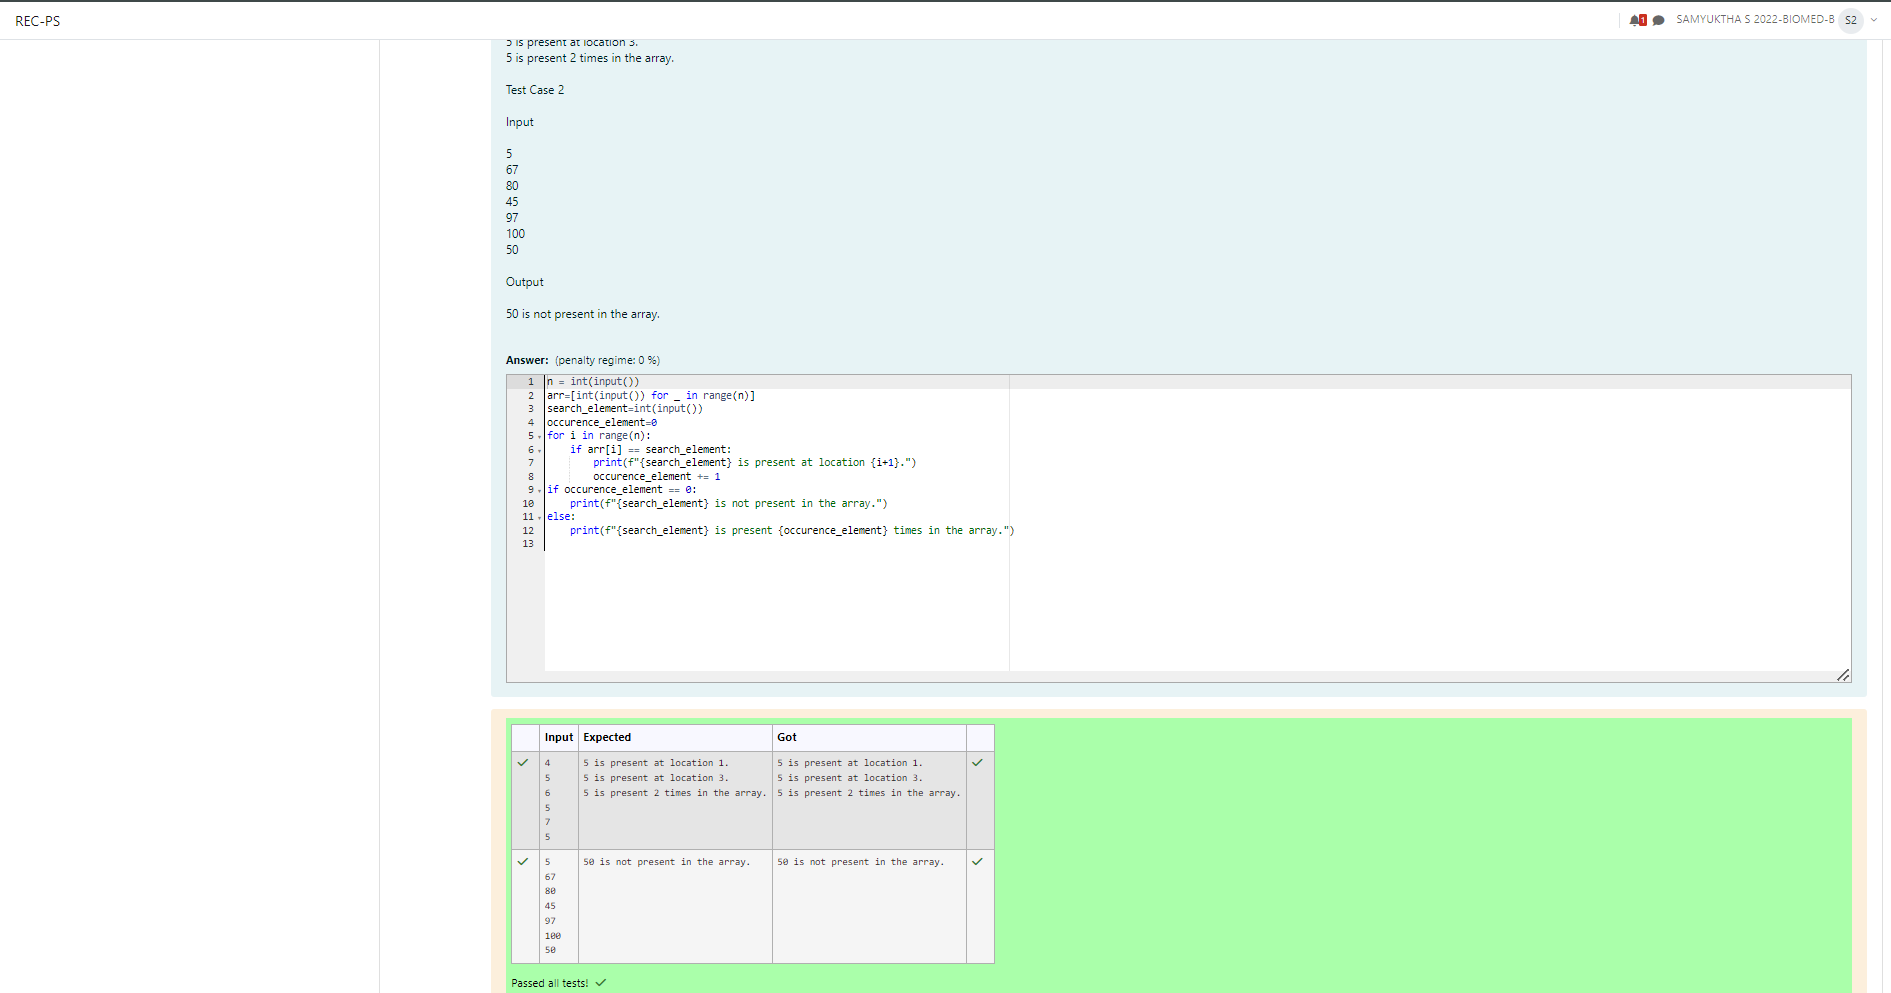 REC-PS
1
SAMYUKTHA S 2022-BIOMED-B
S2
5 is present at location 3.
5 is present 2 times in the array.
Test Case 2
Input
5
67
80
45
97
100
50
Output
50 is not present in the array.
Answer: (penalty regime: 0 %)
1 n = int(input())
2 arr=[int(input()) for _ in range(n)]
3 search_element=int(input())
4 occurence_element=0
5 for i in range(n):
6     if arr[i] == search_element:
7         print(f"{search_element} is present at location {i+1}.")
8         occurence_element += 1
9 if occurence_element == 0:
10     print(f"{search_element} is not present in the array.")
11 else:
12     print(f"{search_element} is present {occurence_element} times in the array.")
13
Input Expected Got
4 5 is present at location 1. 5 is present at location 1.
5 5 is present at location 3. 5 is present at location 3.
6 5 is present 2 times in the array. 5 is present 2 times in the array.
5
7
5
5 50 is not present in the array. 50 is not present in the array.
67
80
45
97
100
50
Passed all tests!